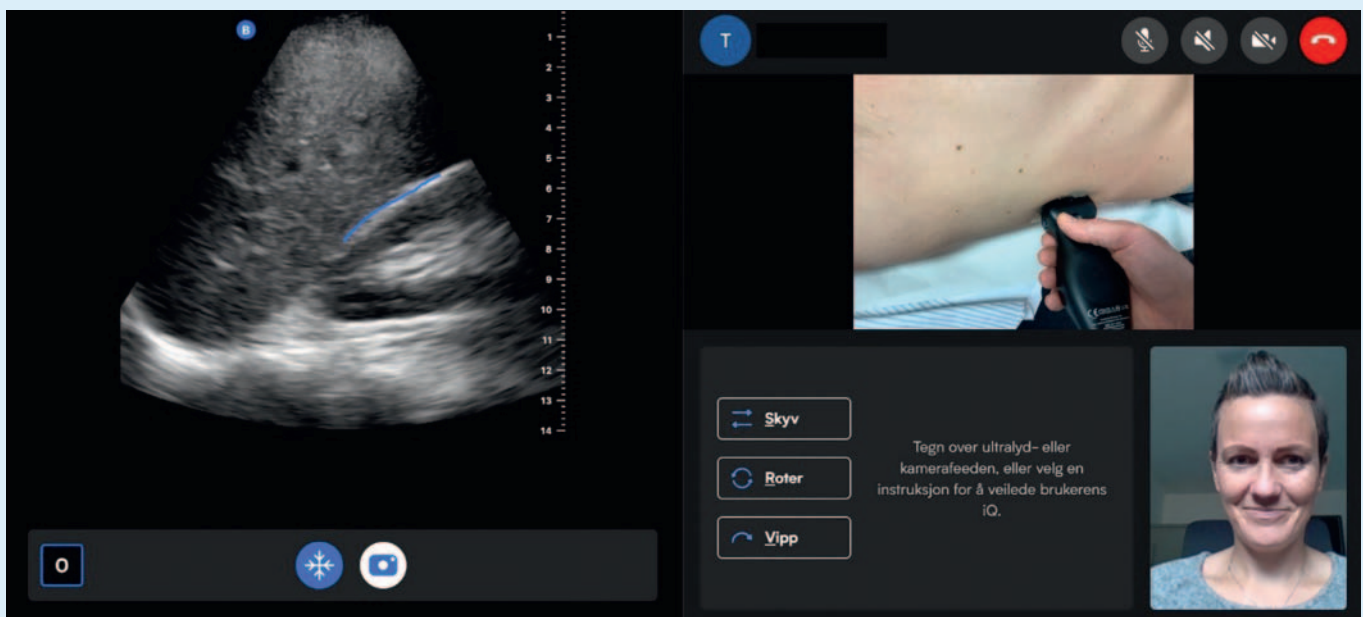 B
1
2
3
4
5
6
7
8
9
10
11
12
13
14
O
T
CE
Skyv
Roter
Vipp
Tegn over ultralyd- eller
kamerafeeden, eller velg en
instruksjon for å veilede brukerens
iQ.